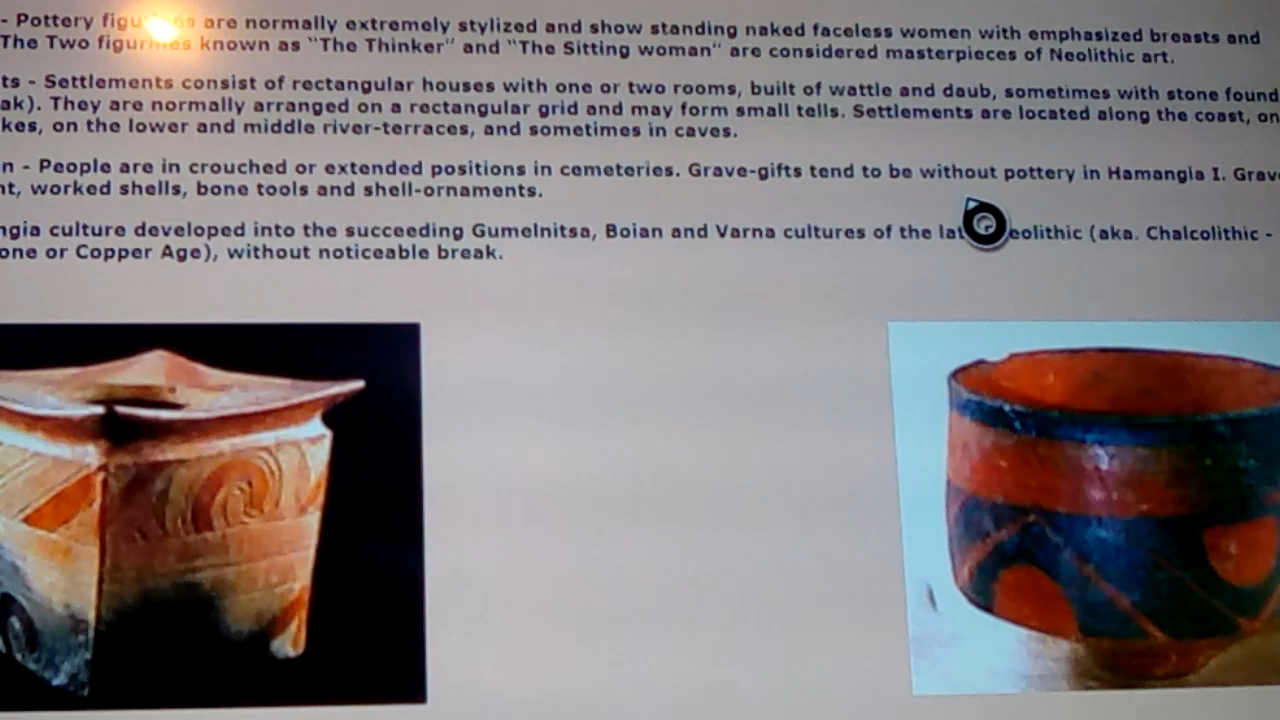 - Pottery are normally extremely stylized and show standing naked faceless women with emphasized breasts and
The Two figurines known as "The Thinker" and "The Sitting woman" are considered masterpieces of Neolithic art.
ts - Settlements consist of rectangular houses with one or two rooms, built of wattle and daub, sometimes with stone found
ak). They are normally arranged on a rectangular grid and may form small tells. Settlements are located along the coast, on
kes, on the lower and middle river-terraces, and sometimes in caves.
n - People are in crouched or extended positions in cemeteries. Grave-gifts tend to be without pottery in Hamangia I. Grav
nt, worked shells, bone tools and shell-ornaments.
ngia culture developed into the succeeding Gumelnitsa, Boian and Varna cultures of the lat eolithic (aka. Chalcolithic -
one or Copper Age), without noticeable break.